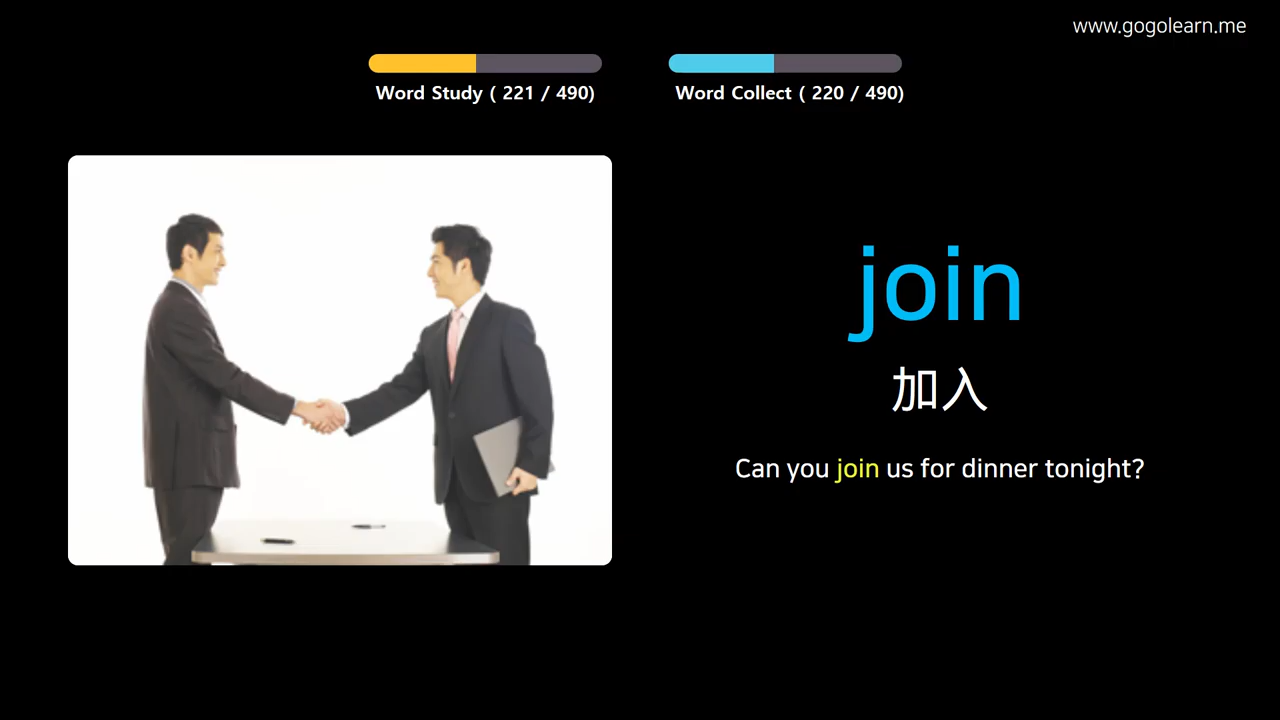 www.gogolearn.me
Word Study ( 221 / 490)
Word Collect ( 220 / 490)
join
加入
Can you join us for dinner tonight?